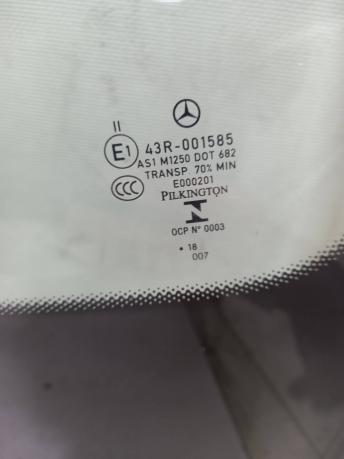 II
E1 43R-001585
AS1 M1250 DOT 682
TRANSP. 70% MIN
CCC E000201
PILKINGTON
N
OCP N° 0003
• 18
007